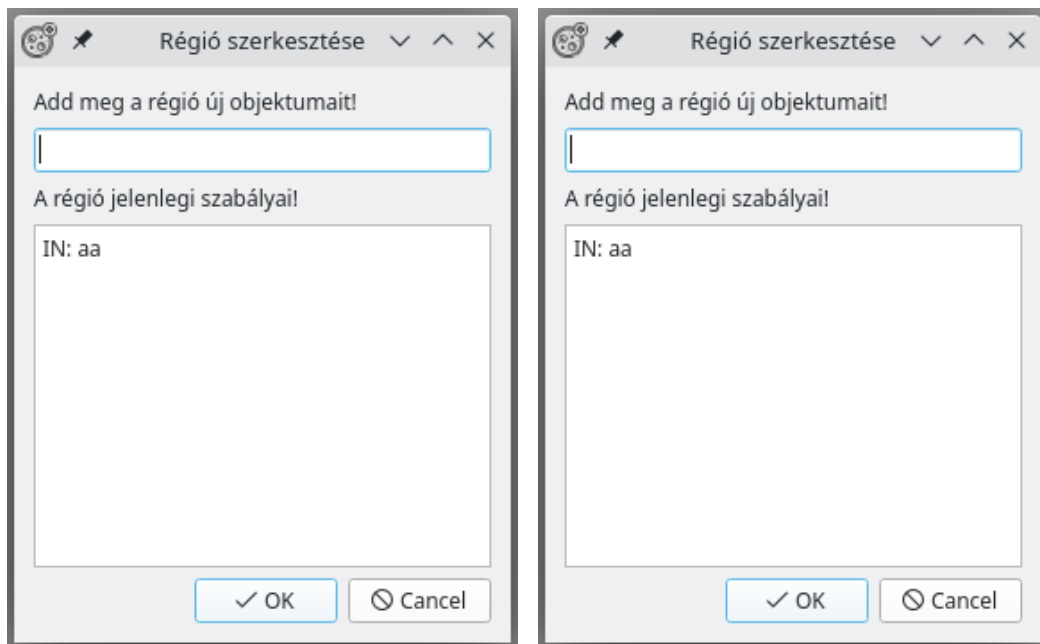 Régió szerkesztése
Add meg a régió új objektumait!
A régió jelenlegi szabályai!
IN: aa
OK
Cancel
Régió szerkesztése
Add meg a régió új objektumait!
A régió jelenlegi szabályai!
IN: aa
OK
Cancel